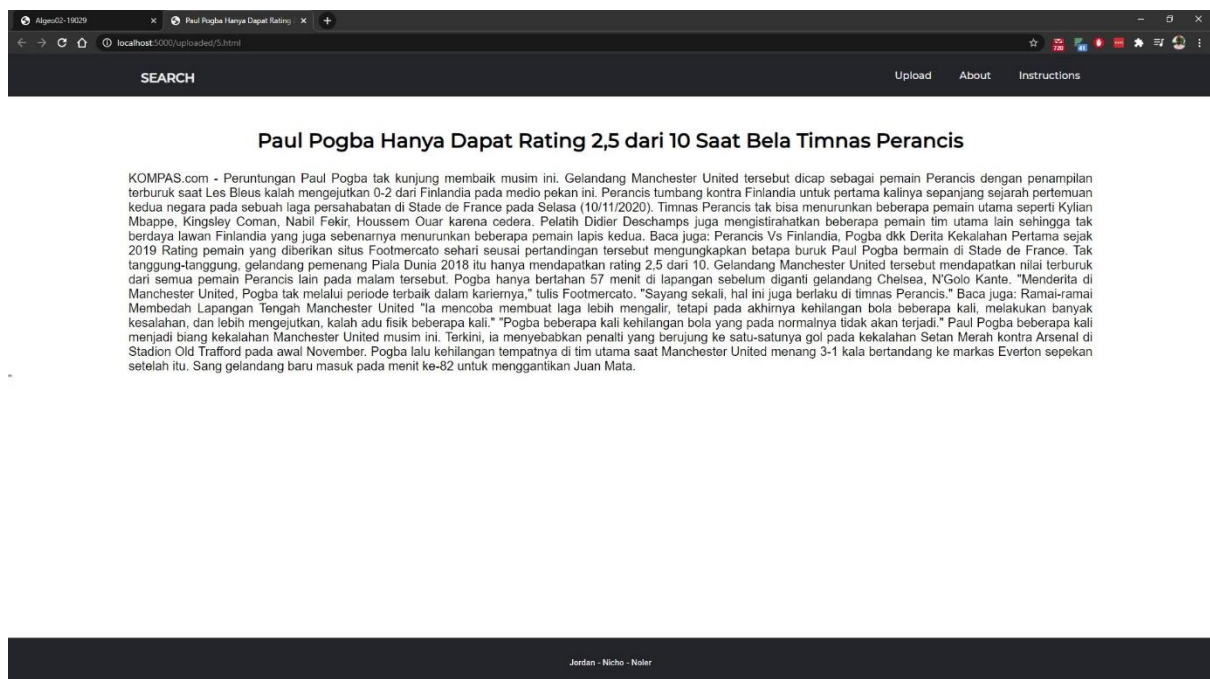 Algeo02-19029
Paul Pogba Hanya Dapat Rating
localhost:5000/uploaded/5.html
720
41
SEARCH
Upload
About
Instructions
Paul Pogba Hanya Dapat Rating 2,5 dari 10 Saat Bela Timnas Perancis
KOMPAS.com - Peruntungan Paul Pogba tak kunjung membaik musim ini. Gelandang Manchester United tersebut dicap sebagai pemain Perancis dengan penampilan
terburuk saat Les Bleus kalah mengejutkan 0-2 dari Finlandia pada medio pekan ini. Perancis tumbang kontra Finlandia untuk pertama kalinya sepanjang sejarah pertemuan
kedua negara pada sebuah laga persahabatan di Stade de France pada Selasa (10/11/2020). Timnas Perancis tak bisa menurunkan beberapa pemain utama seperti Kylian
Mbappe, Kingsley Coman, Nabil Fekir, Houssem Ouar karena cedera. Pelatih Didier Deschamps juga mengistirahatkan beberapa pemain tim utama lain sehingga tak
berdaya lawan Finlandia yang juga sebenarnya menurunkan beberapa pemain lapis kedua. Baca juga: Perancis Vs Finlandia, Pogba dkk Derita Kekalahan Pertama sejak
2019 Rating pemain yang diberikan situs Footmercato sehari seusai pertandingan tersebut mengungkapkan betapa buruk Paul Pogba bermain di Stade de France. Tak
tanggung-tanggung, gelandang pemenang Piala Dunia 2018 itu hanya mendapatkan rating 2,5 dari 10. Gelandang Manchester United tersebut mendapatkan nilai terburuk
dari semua pemain Perancis lain pada malam tersebut. Pogba hanya bertahan 57 menit di lapangan sebelum diganti gelandang Chelsea, N'Golo Kante. "Menderita di
Manchester United, Pogba tak melalui periode terbaik dalam kariernya," tulis Footmercato. "Sayang sekali, hal ini juga berlaku di timnas Perancis." Baca juga: Ramai-ramai
Membedah Lapangan Tengah Manchester United "Ia mencoba membuat laga lebih mengalir, tetapi pada akhirnya kehilangan bola beberapa kali, melakukan banyak
kesalahan, dan lebih mengejutkan, kalah adu fisik beberapa kali." "Pogba beberapa kali kehilangan bola yang pada normalnya tidak akan terjadi." Paul Pogba beberapa kali
menjadi biang kekalahan Manchester United musim ini. Terkini, ia menyebabkan penalti yang berujung ke satu-satunya gol pada kekalahan Setan Merah kontra Arsenal di
Stadion Old Trafford pada awal November. Pogba lalu kehilangan tempatnya di tim utama saat Manchester United menang 3-1 kala bertandang ke markas Everton sepekan
setelah itu. Sang gelandang baru masuk pada menit ke-82 untuk menggantikan Juan Mata.
"
Jordan - Nicho - Noler